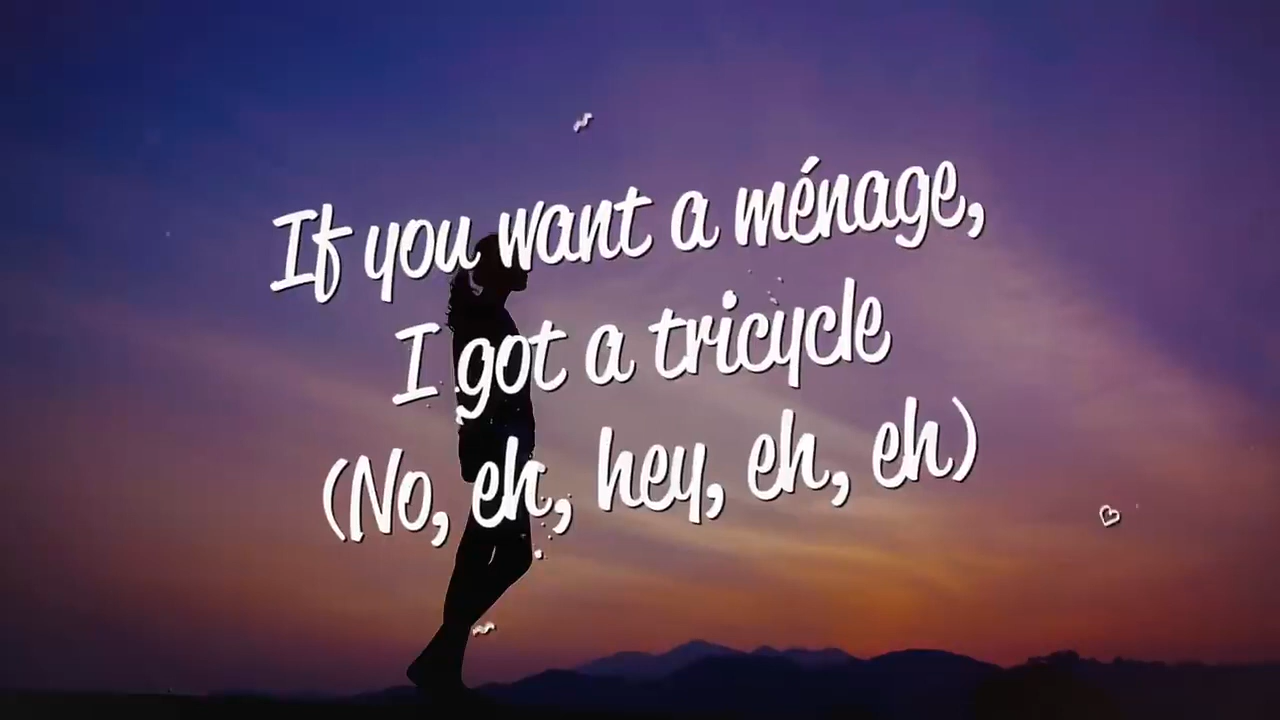 If you want a ménage,
I got a tricycle
(No, eh, hey, eh, eh)